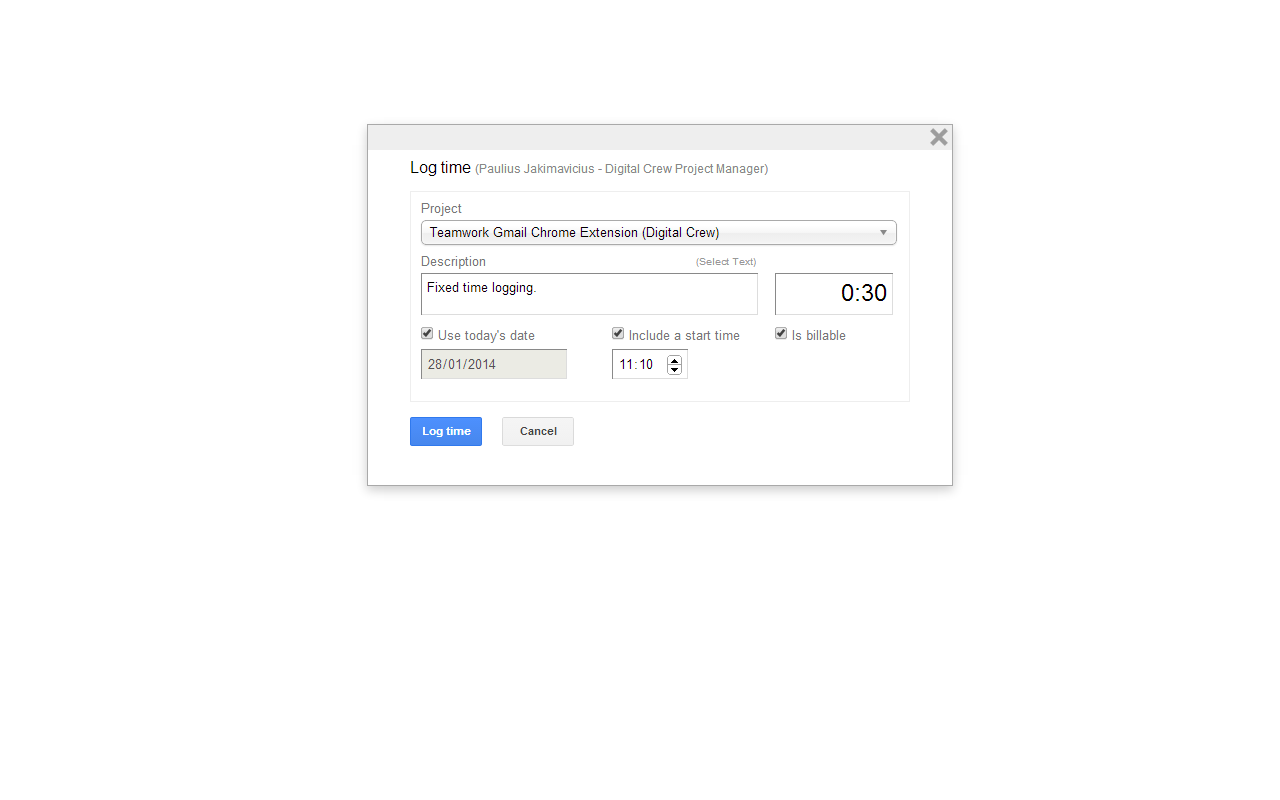 Log time (Paulius Jakimavicius - Digital Crew Project Manager)
Project
Teamwork Gmail Chrome Extension (Digital Crew)
Description (Select Text)
Fixed time logging. 0:30
Use today's date Include a start time Is billable
28/01/2014 11:10
Log time Cancel